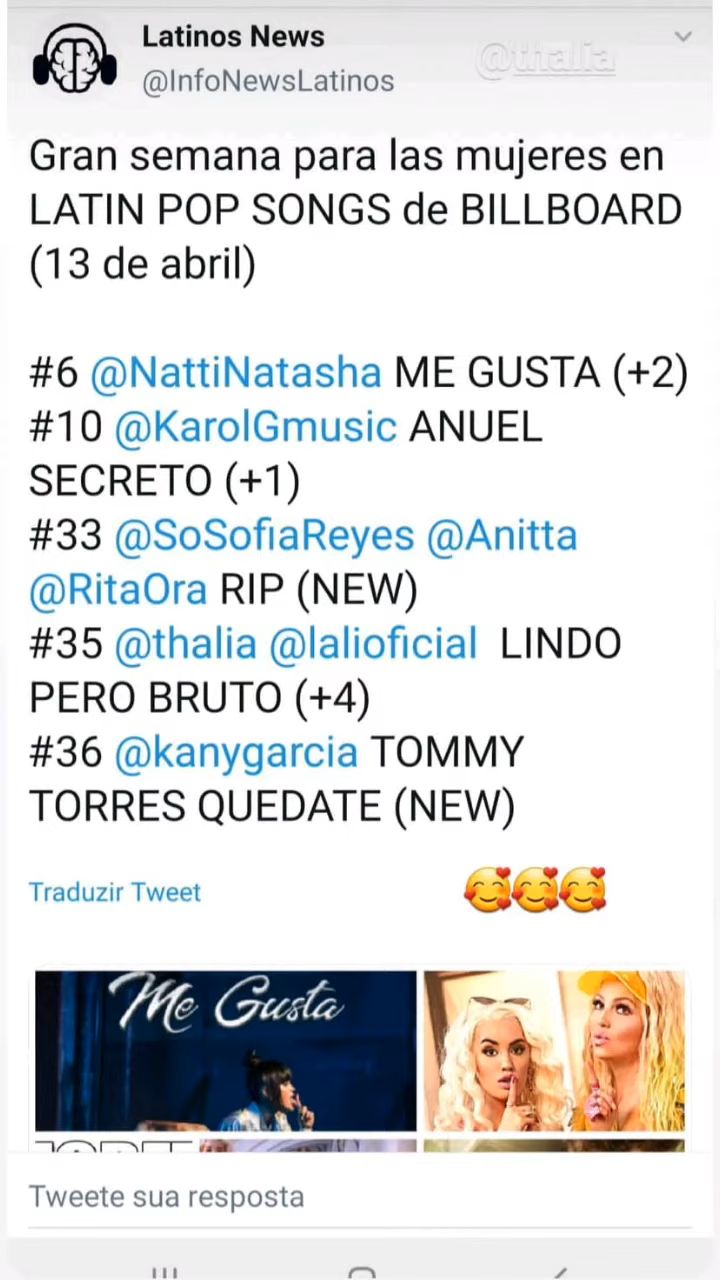 Latinos News
@thalia
@InfoNewsLatinos
Gran semana para las mujeres en
LATIN POP SONGS de BILLBOARD
(13 de abril)
#6 @NattiNatasha ME GUSTA (+2)
#10 @KarolGmusic ANUEL
SECRETO (+1)
#33 @SoSofiaReyes @Anitta
@RitaOra RIP (NEW)
#35 @thalia @lalioficial LINDO
PERO BRUTO (+4)
#36 @kanygarcia TOMMY
TORRES QUEDATE (NEW)
Traduzir Tweet
🥰🥰🥰
Me Gusta
Tweete sua resposta